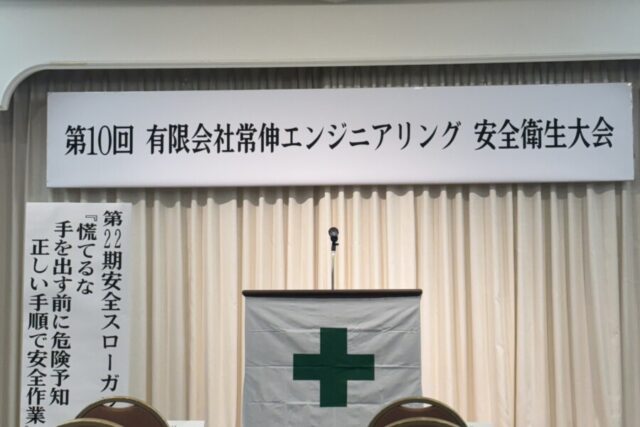 第10回 有限会社常伸エンジニアリング 安全衛生大会
第22期安全スローガ
『慌てるな
手を出す前に危険予知
正しい手順で安全作業